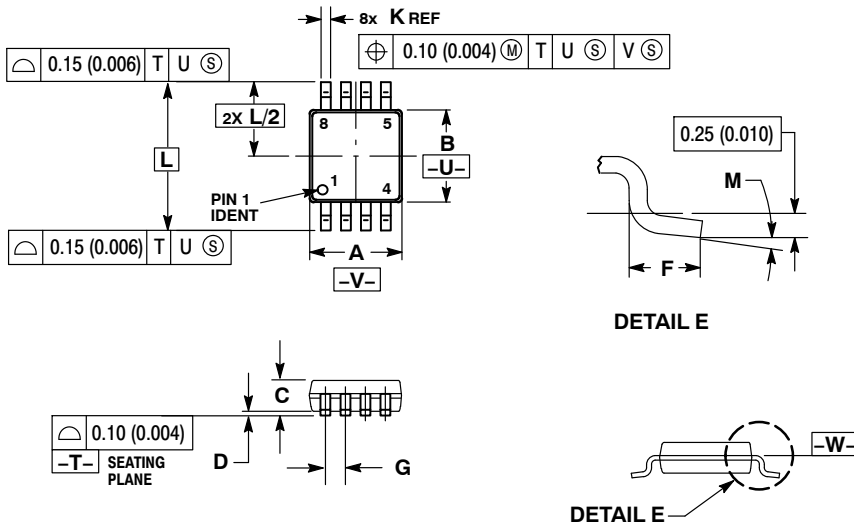 8x K REF
⌖ 0.10 (0.004) Ⓜ T U Ⓢ V Ⓢ
⌓ 0.15 (0.006) T U Ⓢ
2X L/2
8 5
B
-U-
L
PIN 1
IDENT
1 4
⌓ 0.15 (0.006) T U Ⓢ
A
-V-
0.25 (0.010)
M
F
DETAIL E
C
⌓ 0.10 (0.004)
-T- SEATING
PLANE
D
G
-W-
DETAIL E